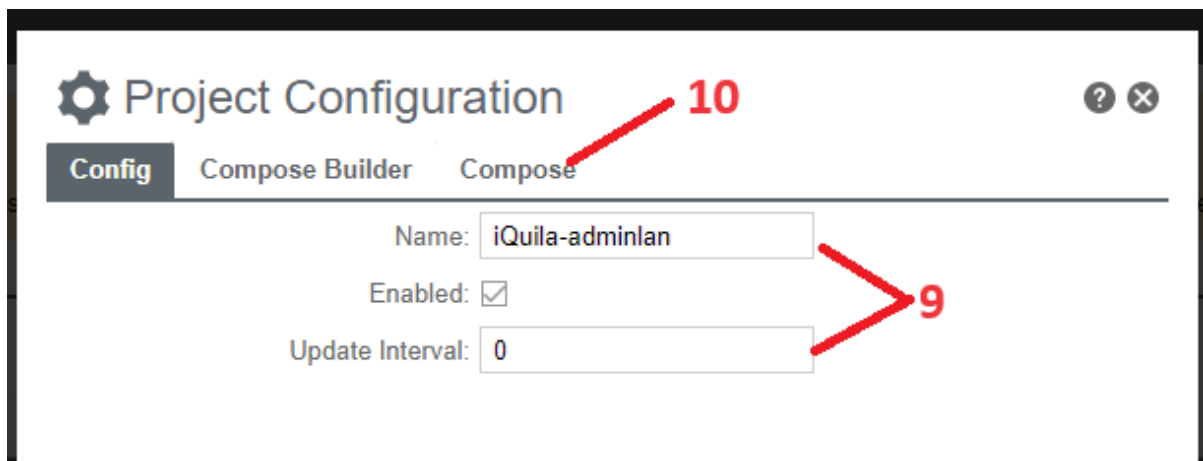 Project Configuration
10
Config Compose Builder Compose
Name: iQuila-adminlan
Enabled:
9
Update Interval: 0